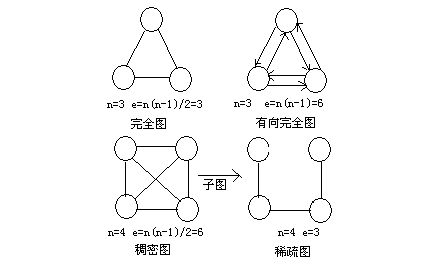 n=3 e=n(n-1)/2=3
n=3 e=n(n-1)=6
完全图
有向完全图
子图
n=4 e=n(n-1)/2=6
n=4 e=3
稠密图
稀疏图